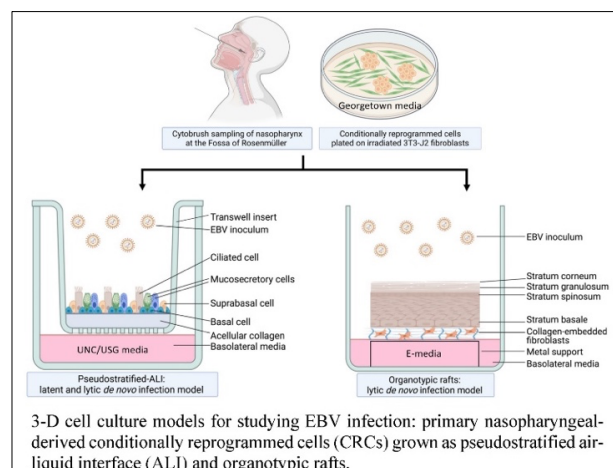 Georgetown media
Cytobrush sampling of nasopharynx
at the Fossa of Rosenmüller
Conditionally reprogrammed cells
plated on irradiated 3T3-J2 fibroblasts
Transwell insert
EBV inoculum
Ciliated cell
Mucosecretory cells
Suprabasal cell
Basal cell
Acellular collagen
Basolateral media
UNC/USG media
Pseudostratified-ALI:
latent and lytic de novo infection model
EBV inoculum
Stratum corneum
Stratum granulosum
Stratum spinosum
Stratum basale
Collagen-embedded
fibroblasts
Metal support
Basolateral media
E-media
Organotypic rafts:
lytic de novo infection model
3-D cell culture models for studying EBV infection: primary nasopharyngeal-
derived conditionally reprogrammed cells (CRCs) grown as pseudostratified air-
liquid interface (ALI) and organotypic rafts.